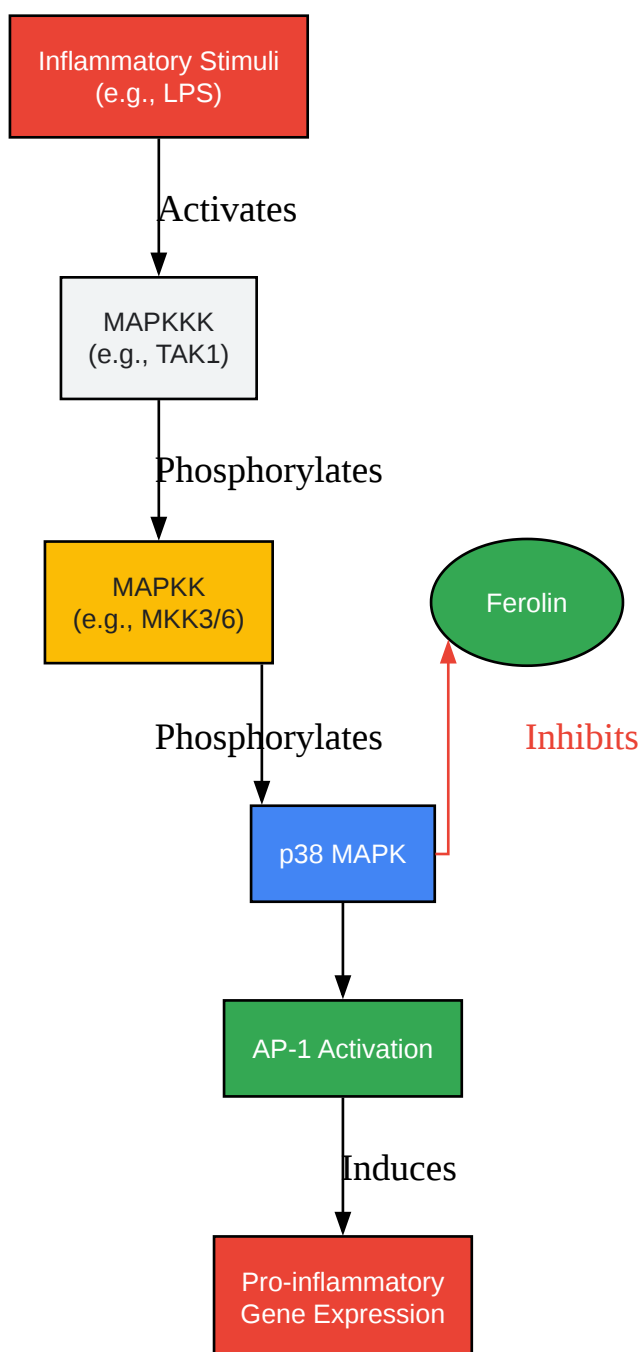 Inflammatory Stimuli
(e.g., LPS)
Activates
MAPKKK
(e.g., TAK1)
Phosphorylates
MAPKK
(e.g., MKK3/6)
Ferolin
Phosphorylates
Inhibits
p38 MAPK
AP-1 Activation
Induces
Pro-inflammatory
Gene Expression